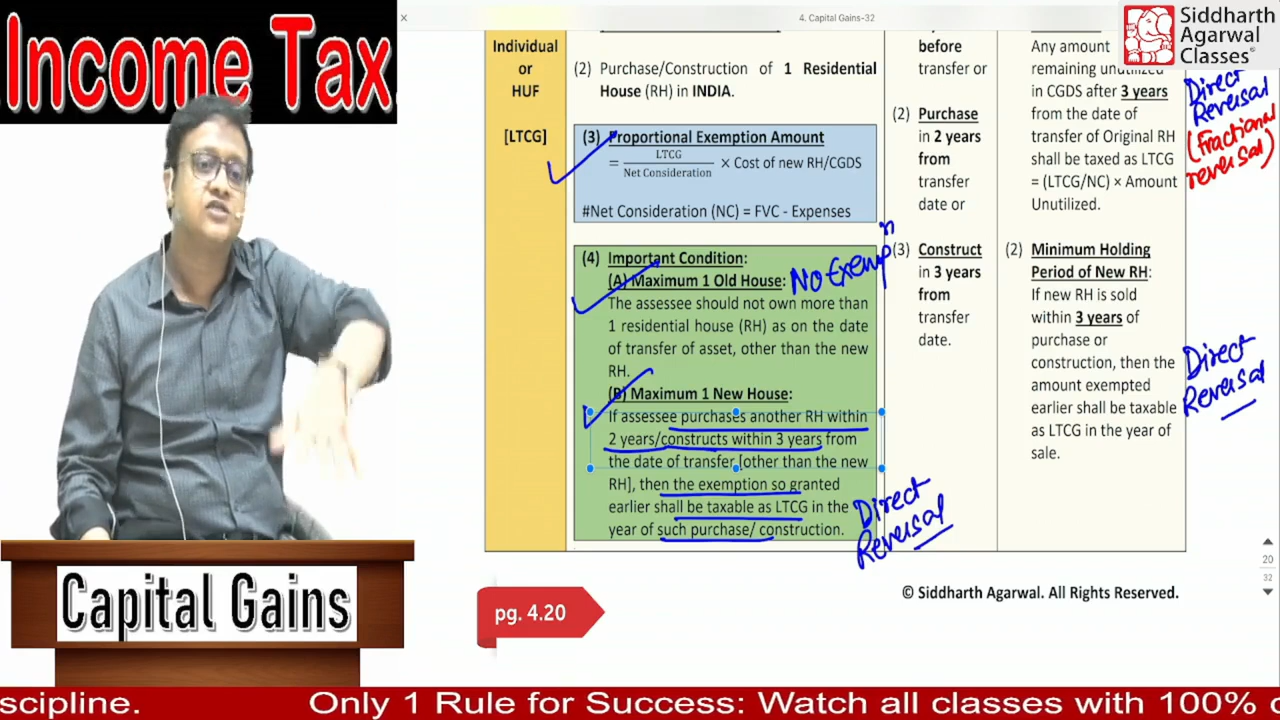 Income Tax
4. Capital Gains-32
Siddharth
Agarwal
Classes®
Individual
or
HUF
[LTCG]
(2) Purchase/Construction of 1 Residential
House (RH) in INDIA.
(3) Proportional Exemption Amount
= LTCG / Net Consideration × Cost of new RH/CGDS
#Net Consideration (NC) = FVC - Expenses
(4) Important Condition:
(A) Maximum 1 Old House:
No Exempn
The assessee should not own more than
1 residential house (RH) as on the date
of transfer of asset, other than the new
RH.
(B) Maximum 1 New House:
If assessee purchases another RH within
2 years/constructs within 3 years from
the date of transfer [other than the new
RH], then the exemption so granted
earlier shall be taxable as LTCG in the
year of such purchase/ construction.
Direct
Reversal
before
transfer or
(2) Purchase
in 2 years
from
transfer
date or
(3) Construct
in 3 years
from
transfer
date.
Any amount
remaining unutilized
in CGDS after 3 years
from the date of
transfer of Original RH
shall be taxed as LTCG
= (LTCG/NC) × Amount
Unutilized.
(2) Minimum Holding
Period of New RH:
If new RH is sold
within 3 years of
purchase or
construction, then the
amount exempted
earlier shall be taxable
as LTCG in the year of
sale.
Direct
Reversal
(Fractional
reversal)
Direct
Reversal
20
32
© Siddharth Agarwal. All Rights Reserved.
pg. 4.20
Capital Gains
scipline. Only 1 Rule for Success: Watch all classes with 100%